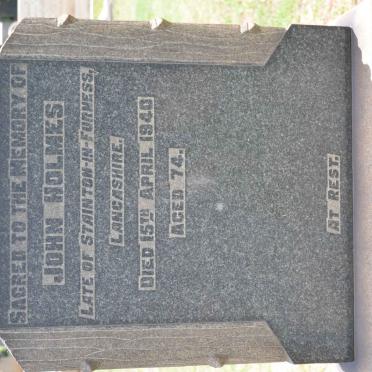 SACRED TO THE MEMORY OF
JOHN HOLMES
LATE OF STAINTON-IN-FURNESS,
LANCASHIRE.
DIED 15TH APRIL 1940
AGED 74.
AT REST.